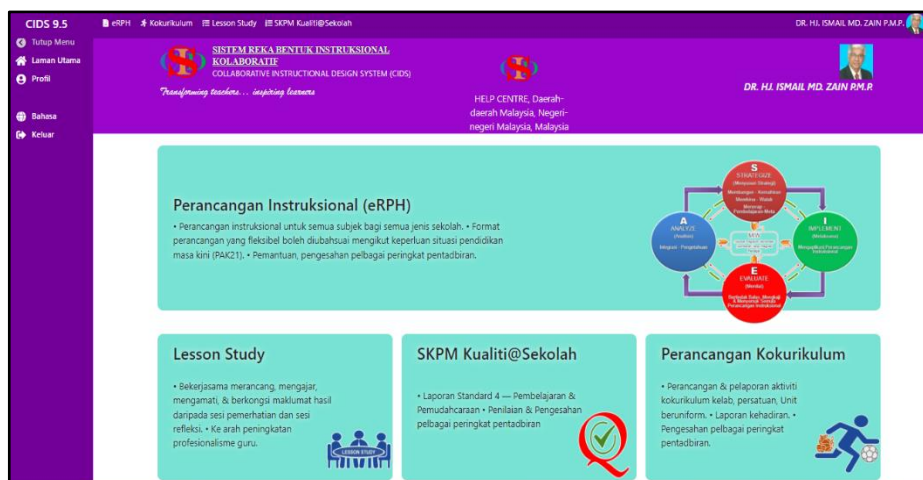 CIDS 9.5
eRPH Kokurikulum Lesson Study SKPM Kualiti@Sekolah
DR. HJ. ISMAIL MD. ZAIN P.M.P.
Tutup Menu
Laman Utama
Profil
Bahasa
Keluar
SISTEM REKA BENTUK INSTRUKSIONAL
KOLABORATIF
COLLABORATIVE INSTRUCTIONAL DESIGN SYSTEM (CIDS)
Transforming teachers... inspiring learners
HELP CENTRE, Daerah-
daerah Malaysia, Negeri-
negeri Malaysia, Malaysia
DR. HJ. ISMAIL MD. ZAIN P.M.P.
Perancangan Instruksional (eRPH)
• Perancangan instruksional untuk semua subjek bagi semua jenis sekolah. • Format
perancangan yang fleksibel boleh diubahsuai mengikut keperluan situasi pendidikan
masa kini (PAK21). • Pemantuan, pengesahan pelbagai peringkat pentadbiran.
S
STRATEGIZE
(Menyusun Strategi)
A
ANALYZE
(Analisis)
Integrasi - Pengetahuan
I
IMPLEMENT
(Melaksana)
E
EVALUATE
(Menilai)
Lesson Study
• Bekerjasama merancang, mengajar,
mengamati, & berkongsi maklumat hasil
daripada sesi pemerhatian dan sesi
refleksi. • Ke arah peningkatan
profesionalisme guru.
LESSON STUDY
SKPM Kualiti@Sekolah
• Laporan Standard 4 — Pembelajaran &
Pemudahcaraan • Penilaian & Pengesahan
pelbagai peringkat pentadbiran
Perancangan Kokurikulum
• Perancangan & pelaporan aktiviti
kokurikulum kelab, persatuan, Unit
beruniform. • Laporan kehadiran. •
Pengesahan pelbagai peringkat
pentadbiran.